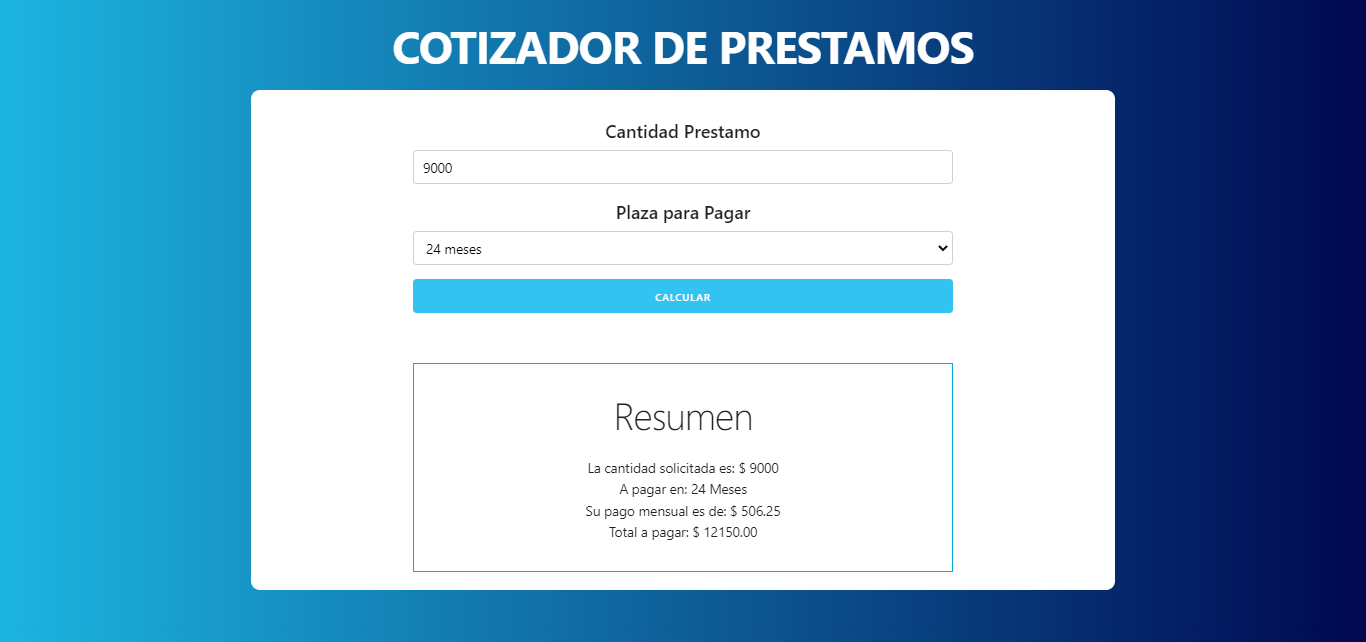 COTIZADOR DE PRESTAMOS
Cantidad Prestamo
9000
Plaza para Pagar
24 meses
CALCULAR
Resumen
La cantidad solicitada es: $ 9000
A pagar en: 24 Meses
Su pago mensual es de: $ 506.25
Total a pagar: $ 12150.00